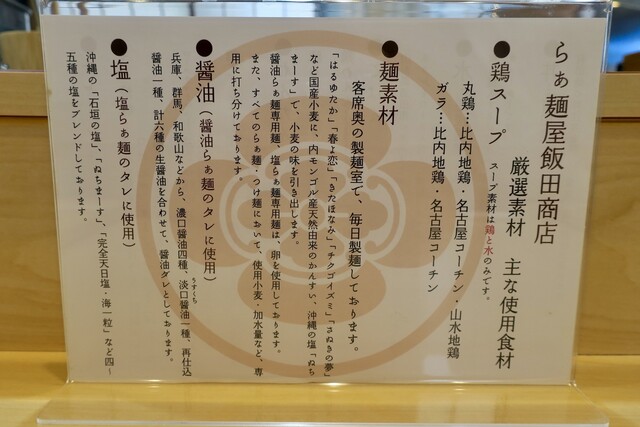 らぁ麺屋飯田商店
厳選素材　主な使用食材
●鶏スープ　スープ素材は鶏と水のみです。
丸鶏…比内地鶏・名古屋コーチン・山水地鶏
ガラ…比内地鶏・名古屋コーチン
●麺素材
客席奥の製麺室で、毎日製麺しております。
「はるゆたか」「春よ恋」「きたほなみ」「チクゴイズミ」「さぬきの夢」
など国産小麦に、内モンゴル産天然由来のかんすい、沖縄の塩「ぬち
まーす」で、小麦の味を引き出します。
醤油らぁ麺専用麺、塩らぁ麺専用麺は、卵を使用しております。
また、すべてのらぁ麺・つけ麺において、使用小麦・加水量など、専
用に打ち分けております。
●醤油（醤油らぁ麺のタレに使用）
兵庫、群馬、和歌山などから、濃口醤油四種、淡口醤油一種、再仕込
うすくち
醤油一種、計六種の生醤油を合わせて、醤油ダレとしております。
●塩（塩らぁ麺のタレに使用）
沖縄の「石垣の塩」、「ぬちまーす」、「完全天日塩・海一粒」など四〜
五種の塩をブレンドしております。